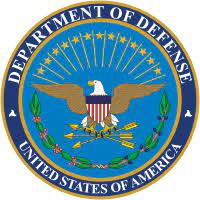 DEPARTMENT OF DEFENSE
UNITED STATES OF AMERICA